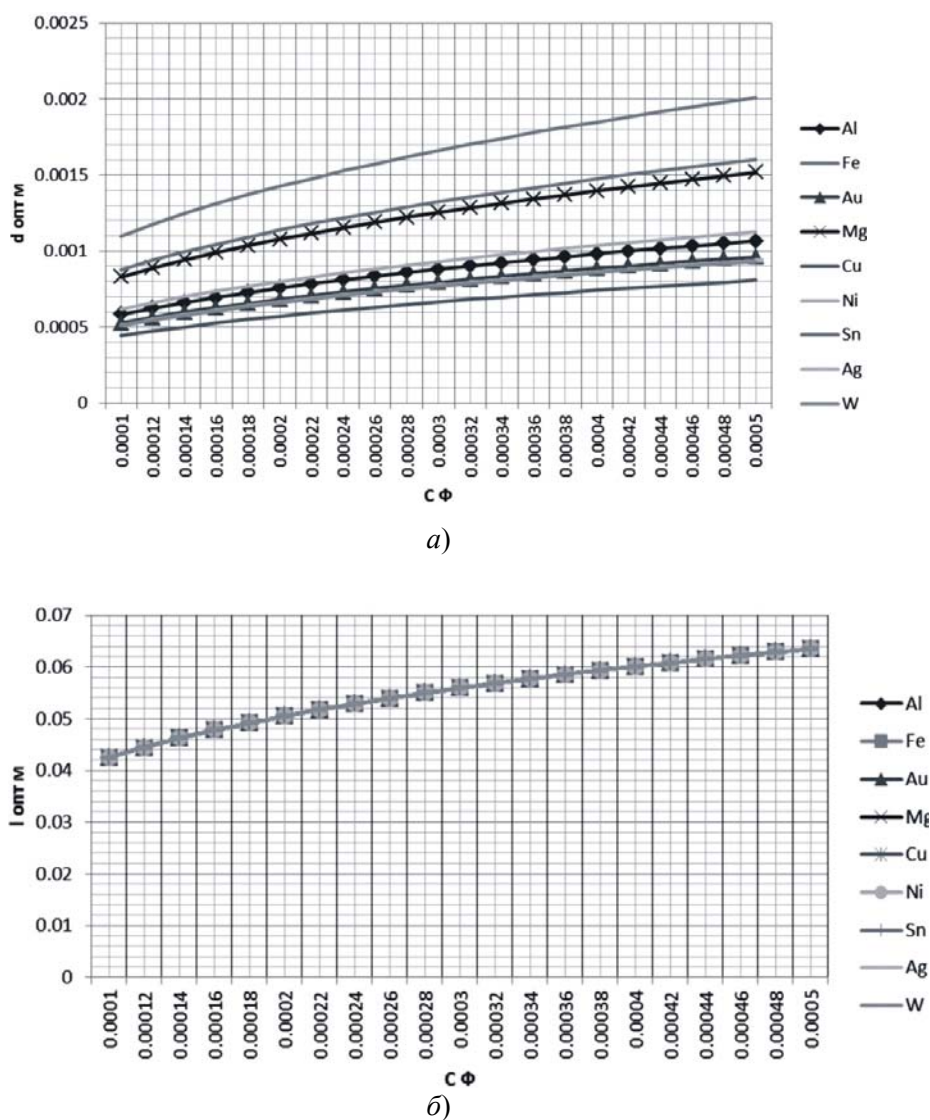 0.0025
0.002
0.0015
0.001
0.0005
0
d опт м
0.0001
0.00012
0.00014
0.00016
0.00018
0.0002
0.00022
0.00024
0.00026
0.00028
0.0003
0.00032
0.00034
0.00036
0.00038
0.0004
0.00042
0.00044
0.00046
0.00048
0.0005
С Ф
Al
Fe
Au
Mg
Cu
Ni
Sn
Ag
W
а)
0.07
0.06
0.05
0.04
0.03
0.02
0.01
0
l опт м
0.0001
0.00012
0.00014
0.00016
0.00018
0.0002
0.00022
0.00024
0.00026
0.00028
0.0003
0.00032
0.00034
0.00036
0.00038
0.0004
0.00042
0.00044
0.00046
0.00048
0.0005
С Ф
Al
Fe
Au
Mg
Cu
Ni
Sn
Ag
W
б)